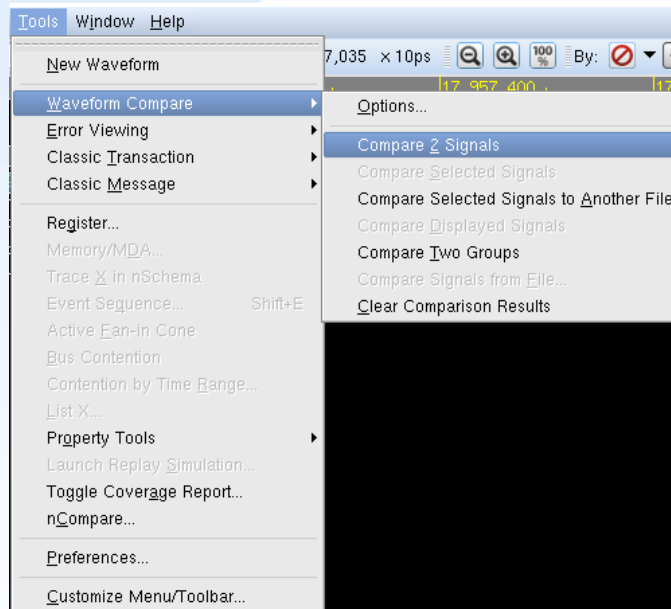 Tools Window Help
7,035 x 10ps 100% By:
17,957,400
New Waveform
Waveform Compare
Error Viewing
Classic Transaction
Classic Message
Register...
Memory/MDA...
Trace X in nSchema
Event Sequence... Shift+E
Active Fan-in Cone
Bus Contention
Contention by Time Range...
List X...
Property Tools
Launch Replay Simulation...
Toggle Coverage Report...
nCompare...
Preferences...
Customize Menu/Toolbar...
Options...
Compare 2 Signals
Compare Selected Signals
Compare Selected Signals to Another File
Compare Displayed Signals
Compare Two Groups
Compare Signals from File...
Clear Comparison Results